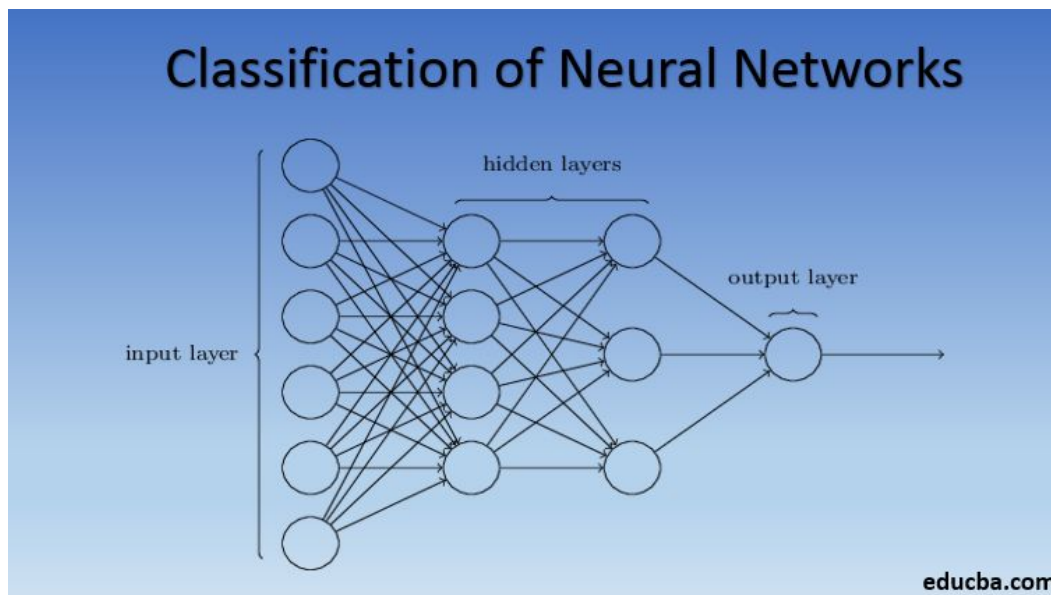 Classification of Neural Networks
hidden layers
output layer
input layer
educba.com